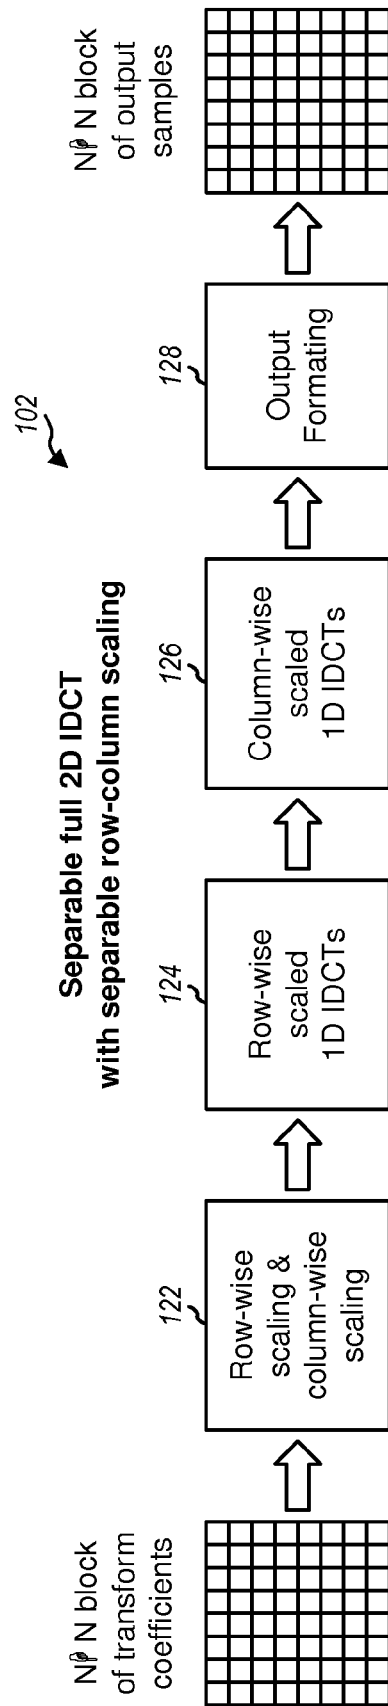 102
Separable full 2D IDCT
with separable row-column scaling
N N block
of transform
coefficients
122
Row-wise
scaling &
column-wise
scaling
124
Row-wise
scaled
1D IDCTs
126
Column-wise
scaled
1D IDCTs
128
Output
Formating
N N block
of output
samples